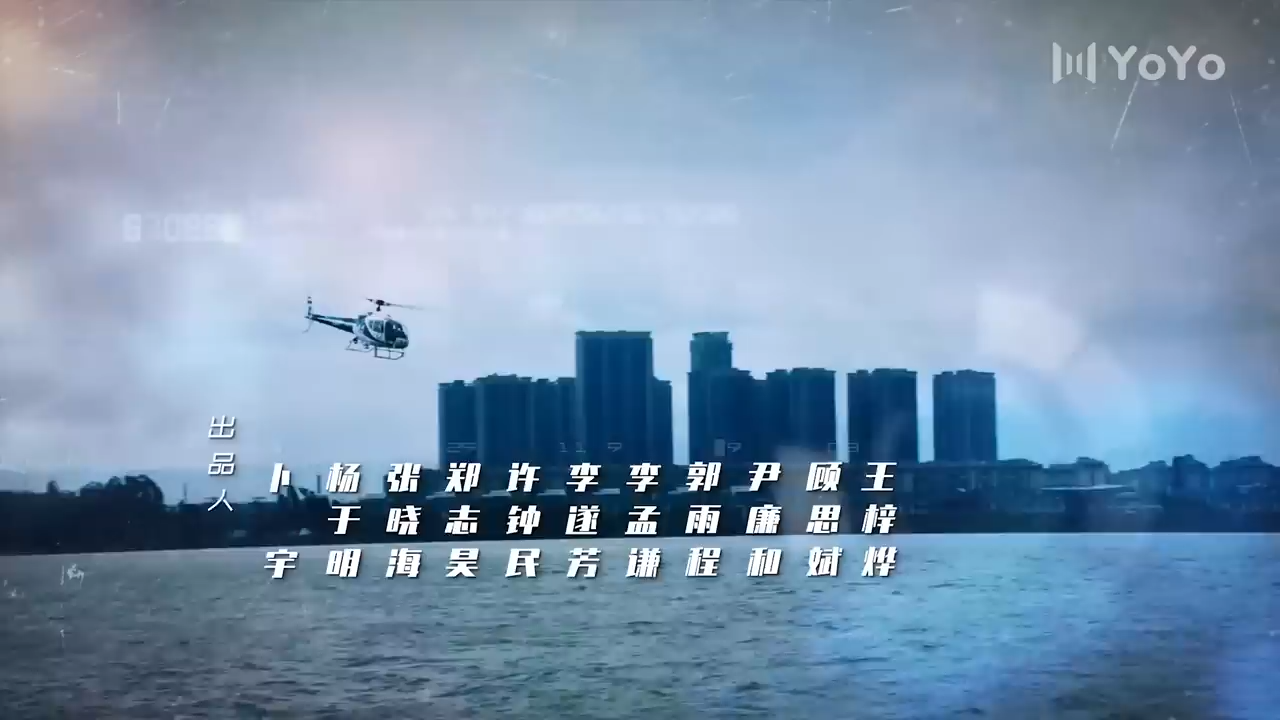 YoYo
出品人
卜宇
杨于明
张晓海
郑志昊
许钟民
李遂芳
李孟谦
郭雨程
尹廉和
顾思斌
王梓烨